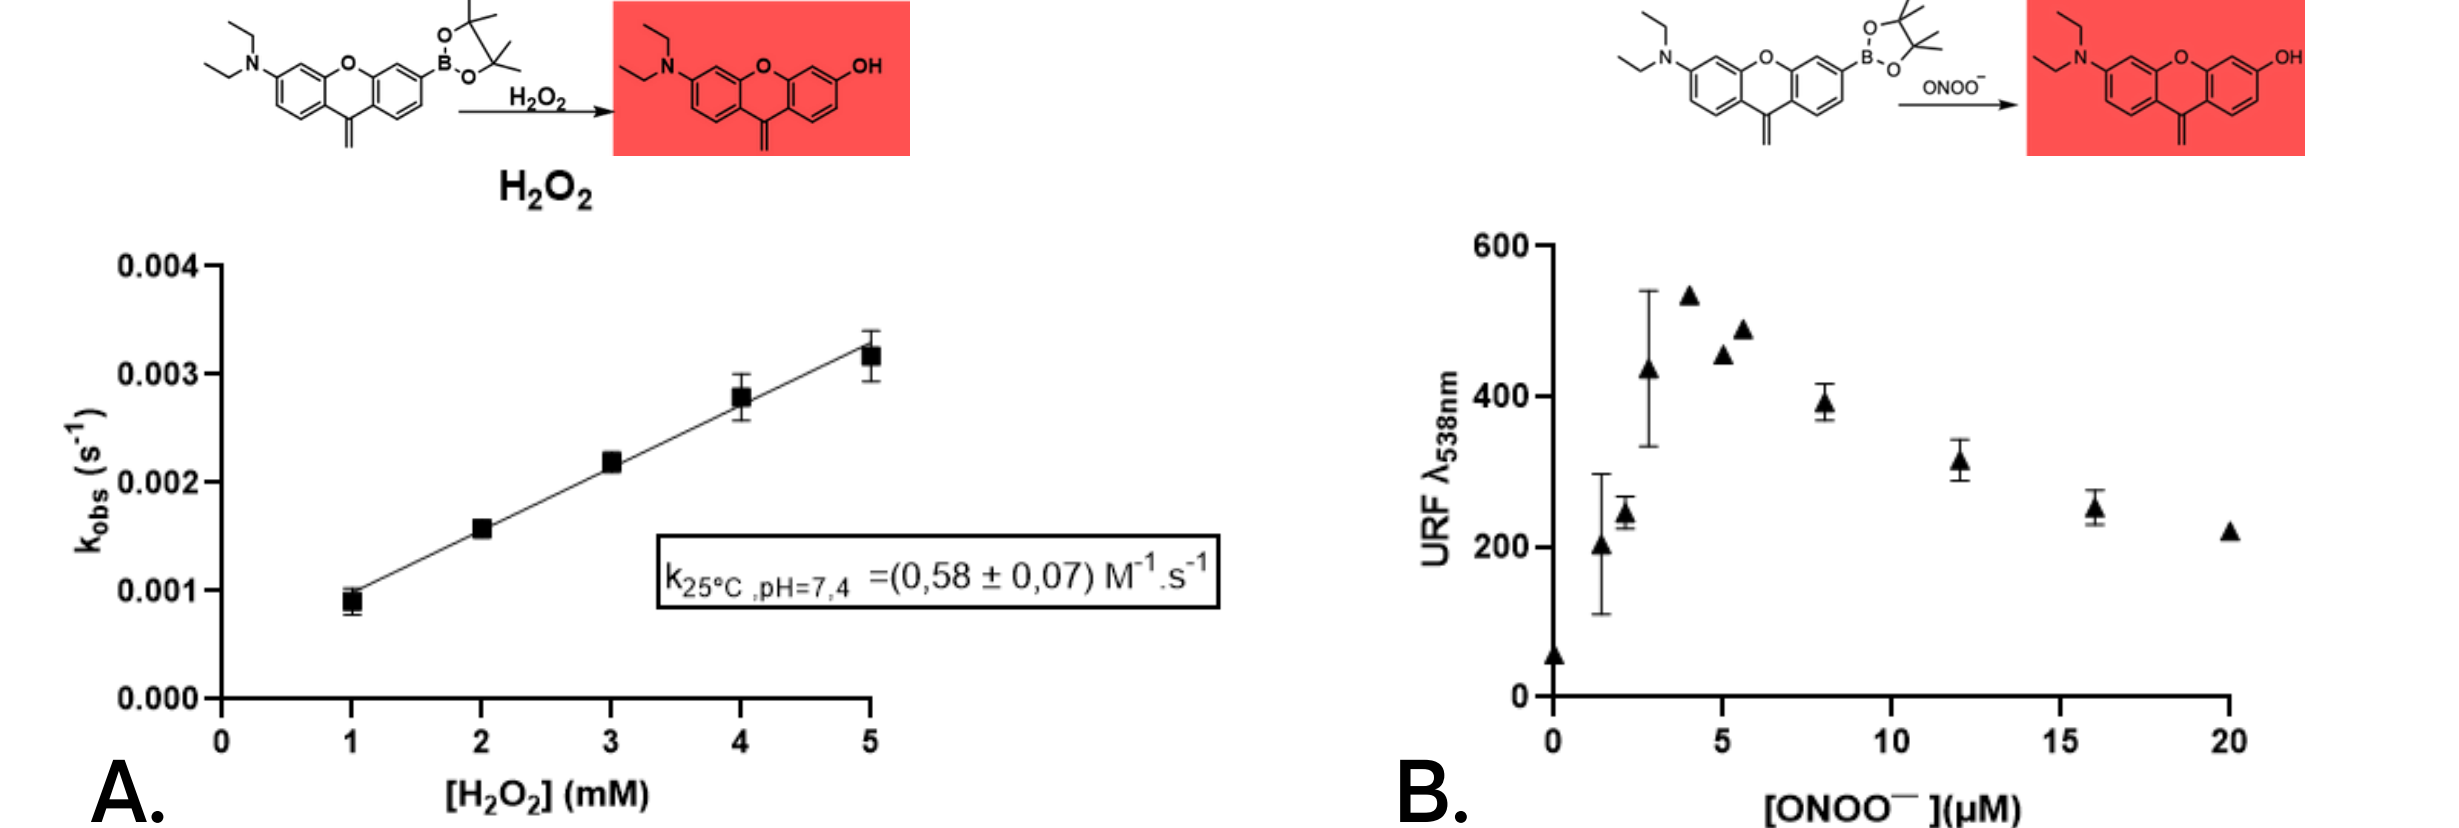 O
O
B
O
N
H₂O₂
N
O
OH
H₂O₂
0.004
0.003
0.002
0.001
0.000
k_obs (s⁻¹)
k₂₅°C ,pH=7,4 =(0,58 ± 0,07) M⁻¹.s⁻¹
0 1 2 3 4 5
[H₂O₂] (mM)
A.
O
O
B
O
N
ONOO⁻
N
O
OH
600
400
200
0
URF λ₅₃₈nm
0 5 10 15 20
[ONOO⁻ ](µM)
B.